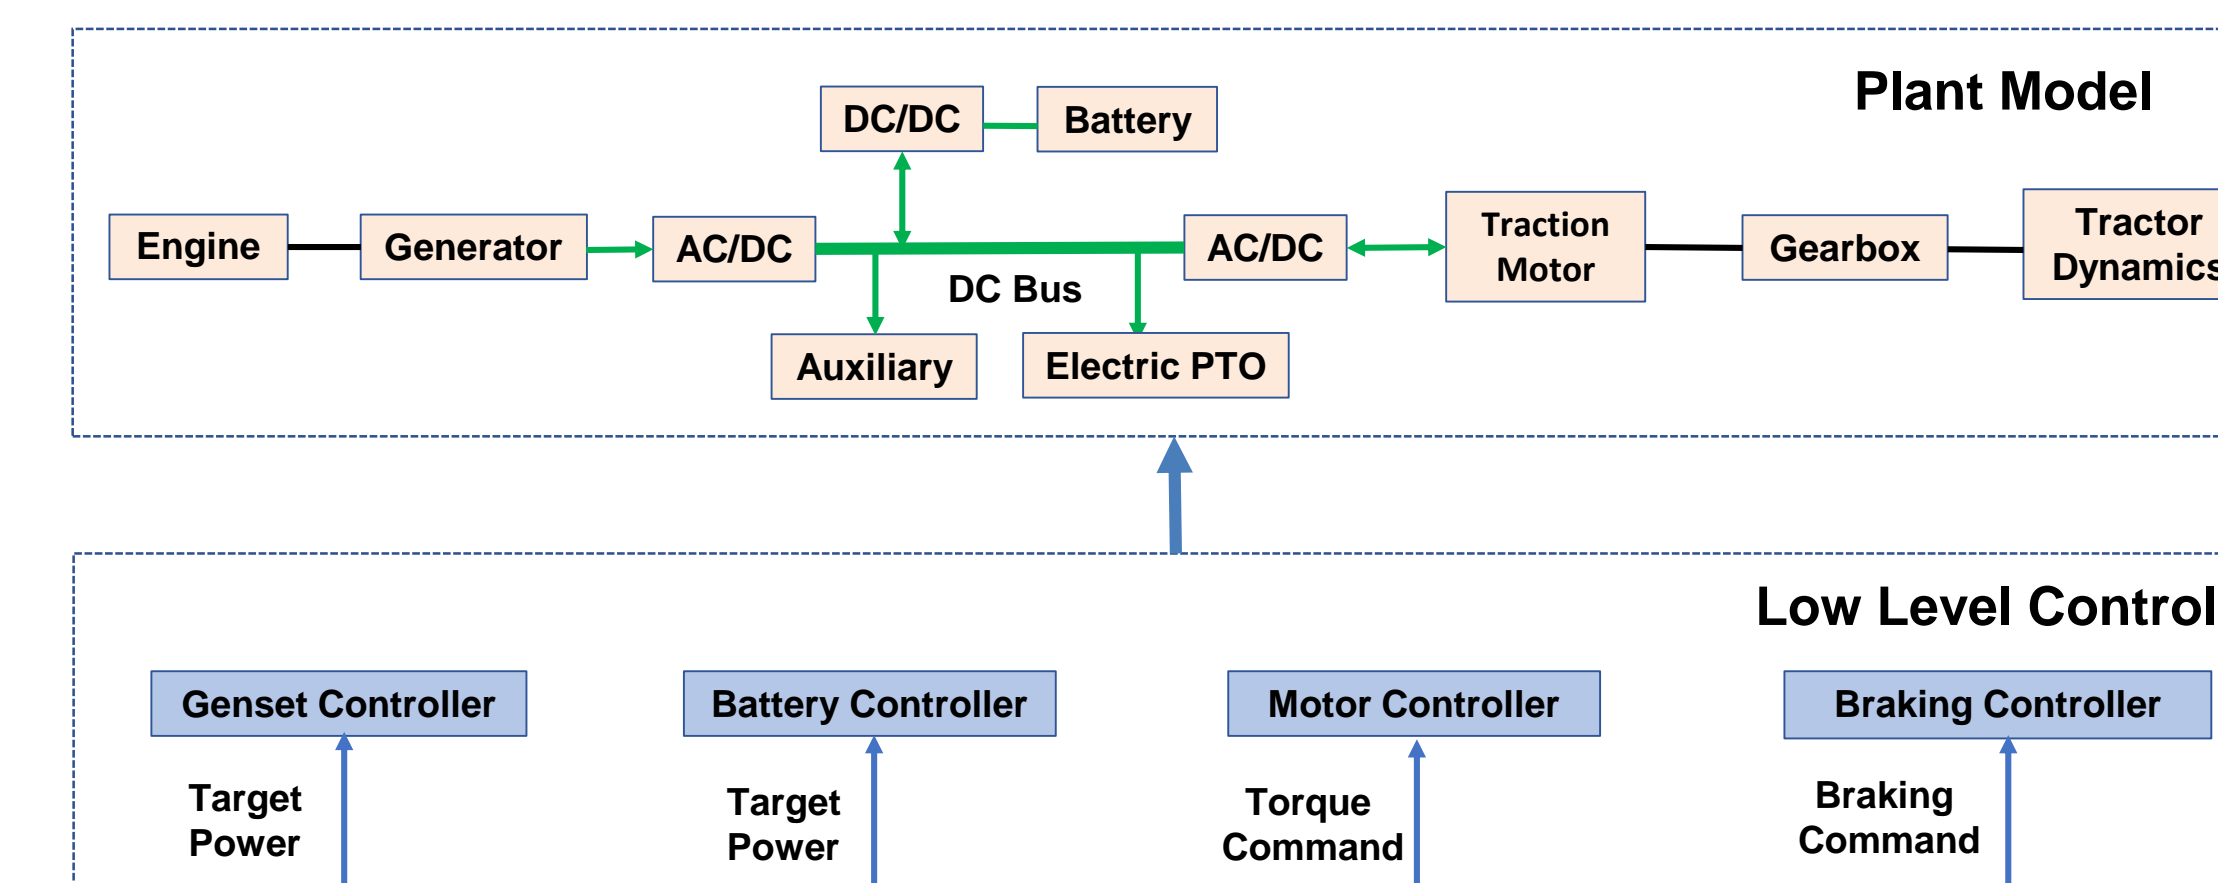 Plant Model
DC/DC
Battery
Engine
Generator
AC/DC
AC/DC
Traction
Motor
Gearbox
Tractor
Dynamics
DC Bus
Auxiliary
Electric PTO
Low Level Control
Genset Controller
Battery Controller
Motor Controller
Braking Controller
Target
Power
Target
Power
Torque
Command
Braking
Command